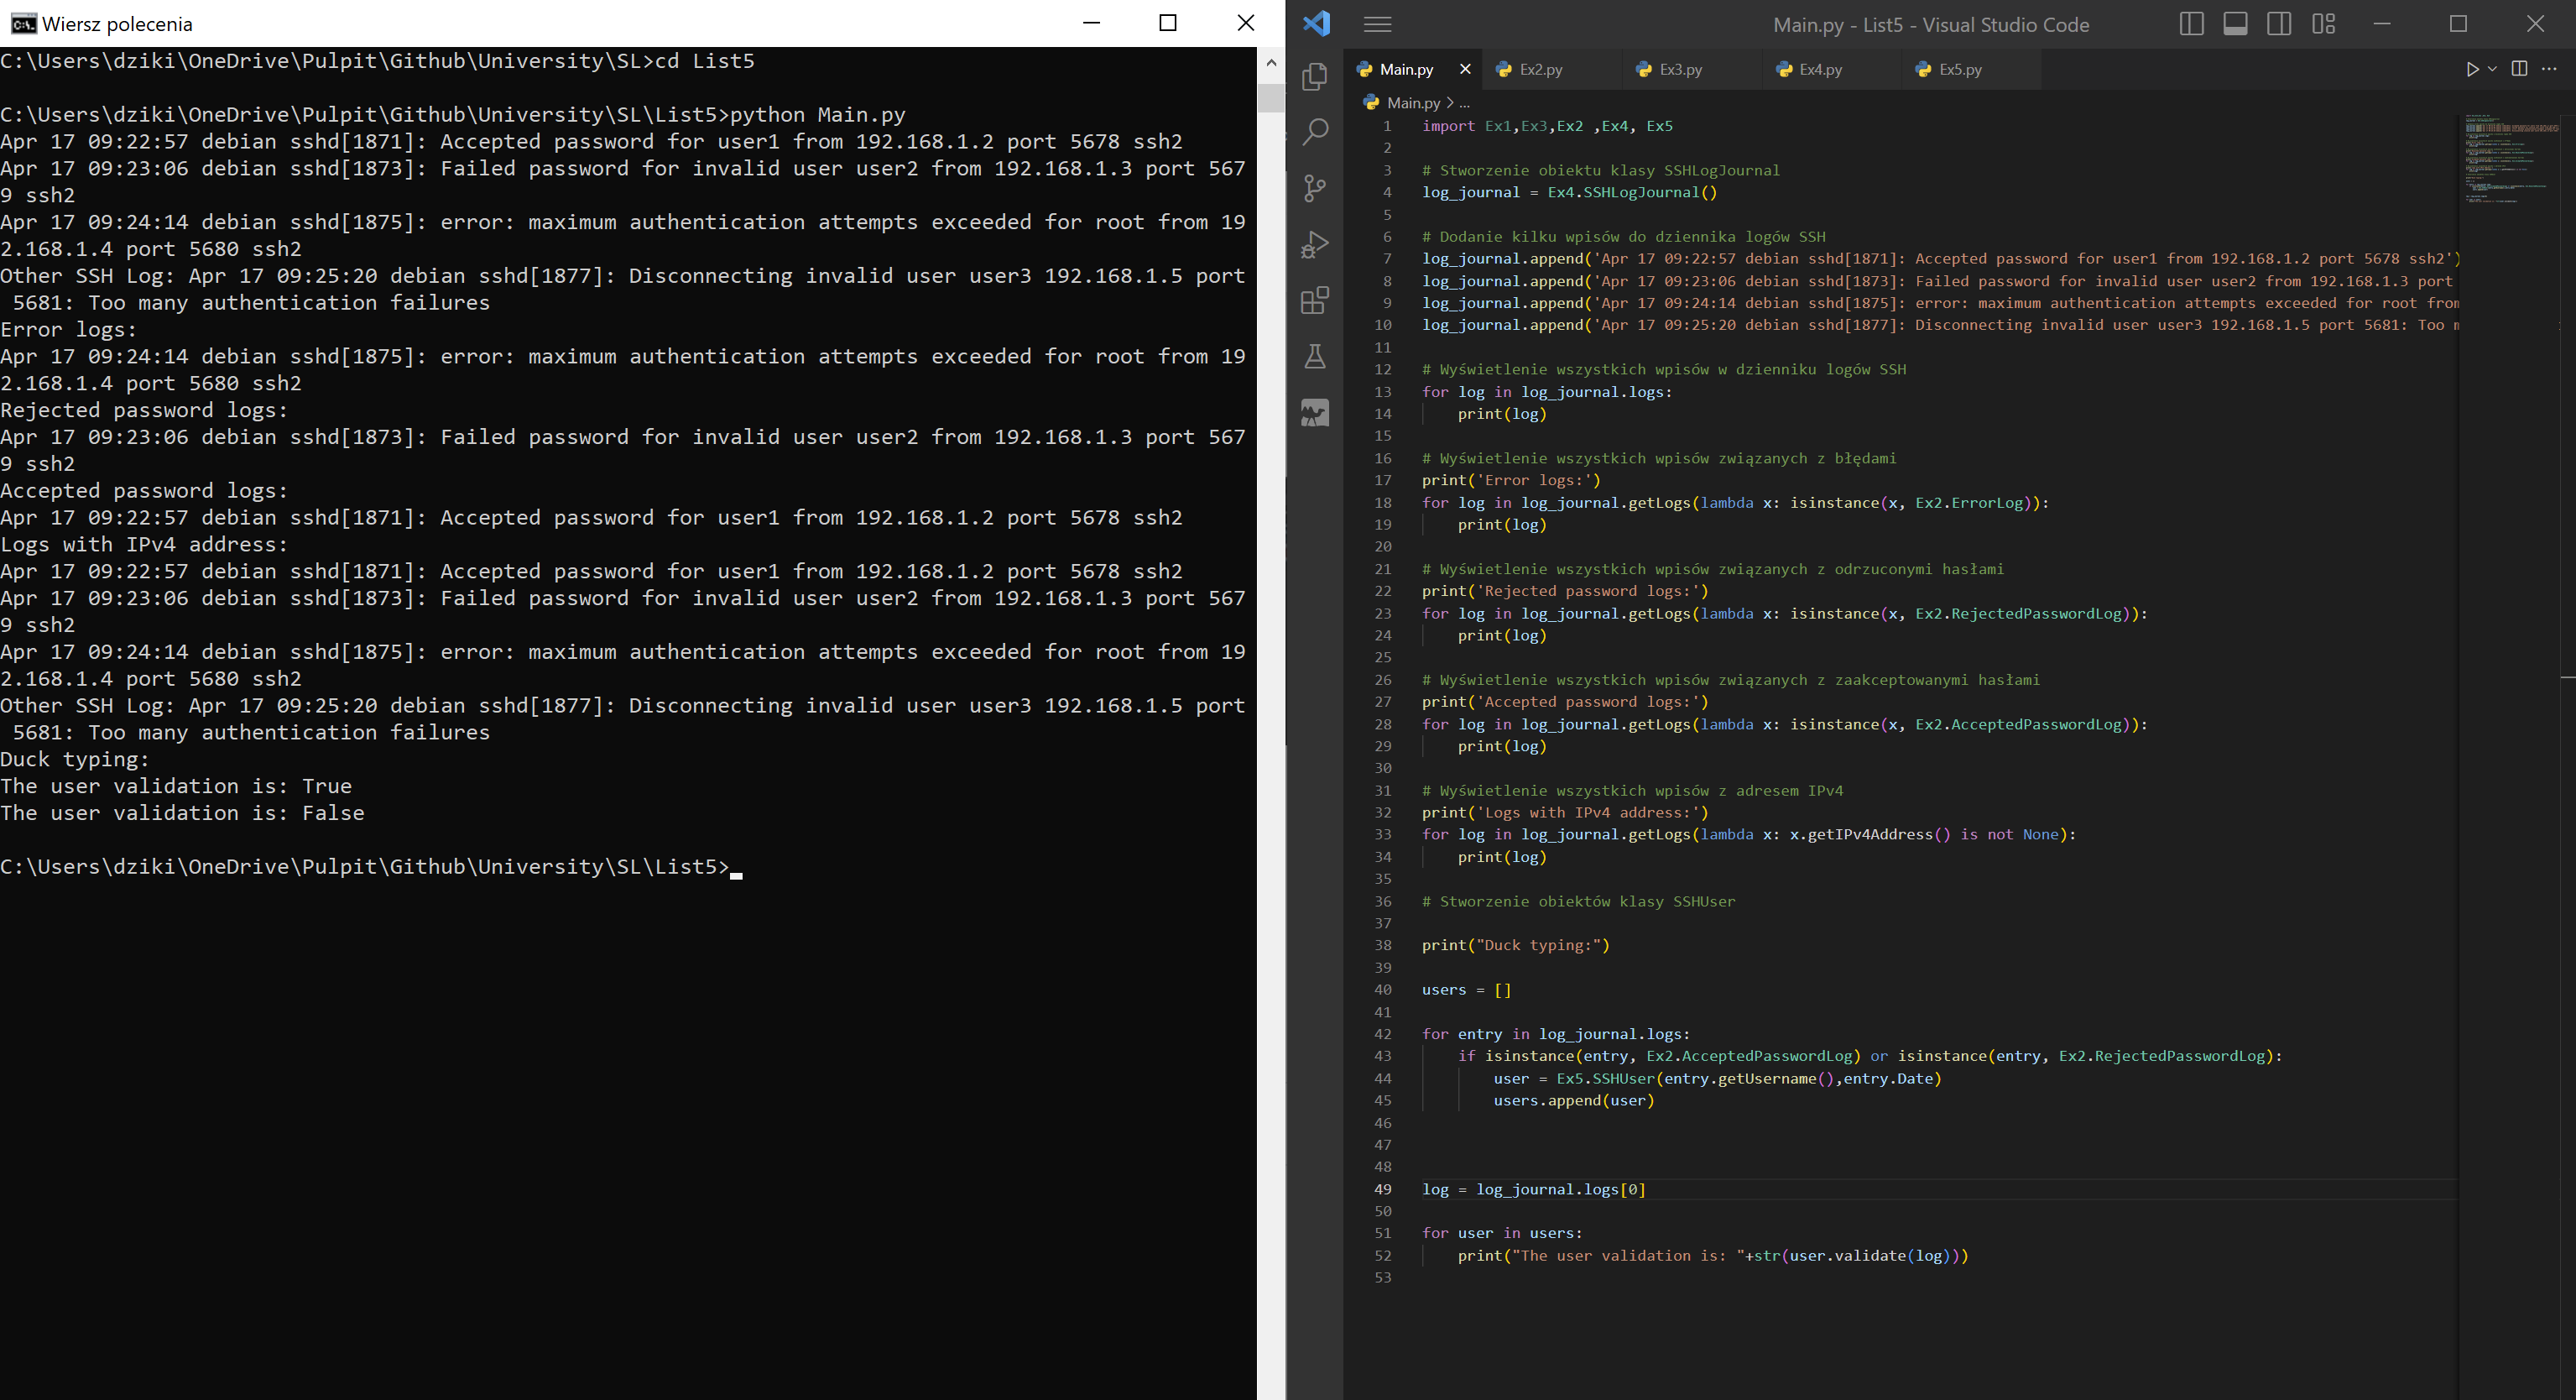 Wiersz polecenia
C:\Users\dziki\OneDrive\Pulpit\Github\University\SL>cd List5
C:\Users\dziki\OneDrive\Pulpit\Github\University\SL\List5>python Main.py
Apr 17 09:22:57 debian sshd[1871]: Accepted password for user1 from 192.168.1.2 port 5678 ssh2
Apr 17 09:23:06 debian sshd[1873]: Failed password for invalid user user2 from 192.168.1.3 port 567
9 ssh2
Apr 17 09:24:14 debian sshd[1875]: error: maximum authentication attempts exceeded for root from 19
2.168.1.4 port 5680 ssh2
Other SSH Log: Apr 17 09:25:20 debian sshd[1877]: Disconnecting invalid user user3 192.168.1.5 port
5681: Too many authentication failures
Error logs:
Apr 17 09:24:14 debian sshd[1875]: error: maximum authentication attempts exceeded for root from 19
2.168.1.4 port 5680 ssh2
Rejected password logs:
Apr 17 09:23:06 debian sshd[1873]: Failed password for invalid user user2 from 192.168.1.3 port 567
9 ssh2
Accepted password logs:
Apr 17 09:22:57 debian sshd[1871]: Accepted password for user1 from 192.168.1.2 port 5678 ssh2
Logs with IPv4 address:
Apr 17 09:22:57 debian sshd[1871]: Accepted password for user1 from 192.168.1.2 port 5678 ssh2
Apr 17 09:23:06 debian sshd[1873]: Failed password for invalid user user2 from 192.168.1.3 port 567
9 ssh2
Apr 17 09:24:14 debian sshd[1875]: error: maximum authentication attempts exceeded for root from 19
2.168.1.4 port 5680 ssh2
Other SSH Log: Apr 17 09:25:20 debian sshd[1877]: Disconnecting invalid user user3 192.168.1.5 port
5681: Too many authentication failures
Duck typing:
The user validation is: True
The user validation is: False
C:\Users\dziki\OneDrive\Pulpit\Github\University\SL\List5>
Main.py - List5 - Visual Studio Code
Main.py Ex2.py Ex3.py Ex4.py Ex5.py
Main.py > ...
1 import Ex1,Ex3,Ex2 ,Ex4, Ex5
2
3 # Stworzenie obiektu klasy SSHLogJournal
4 log_journal = Ex4.SSHLogJournal()
5
6 # Dodanie kilku wpisów do dziennika logów SSH
7 log_journal.append('Apr 17 09:22:57 debian sshd[1871]: Accepted password for user1 from 192.168.1.2 port 5678 ssh2')
8 log_journal.append('Apr 17 09:23:06 debian sshd[1873]: Failed password for invalid user user2 from 192.168.1.3 port
9 log_journal.append('Apr 17 09:24:14 debian sshd[1875]: error: maximum authentication attempts exceeded for root from
10 log_journal.append('Apr 17 09:25:20 debian sshd[1877]: Disconnecting invalid user user3 192.168.1.5 port 5681: Too
11
12 # Wyświetlenie wszystkich wpisów w dzienniku logów SSH
13 for log in log_journal.logs:
14 print(log)
15
16 # Wyświetlenie wszystkich wpisów związanych z błędami
17 print('Error logs:')
18 for log in log_journal.getLogs(lambda x: isinstance(x, Ex2.ErrorLog)):
19 print(log)
20
21 # Wyświetlenie wszystkich wpisów związanych z odrzuconymi hasłami
22 print('Rejected password logs:')
23 for log in log_journal.getLogs(lambda x: isinstance(x, Ex2.RejectedPasswordLog)):
24 print(log)
25
26 # Wyświetlenie wszystkich wpisów związanych z zaakceptowanymi hasłami
27 print('Accepted password logs:')
28 for log in log_journal.getLogs(lambda x: isinstance(x, Ex2.AcceptedPasswordLog)):
29 print(log)
30
31 # Wyświetlenie wszystkich wpisów z adresem IPv4
32 print('Logs with IPv4 address:')
33 for log in log_journal.getLogs(lambda x: x.getIPv4Address() is not None):
34 print(log)
35
36 # Stworzenie obiektów klasy SSHUser
37
38 print("Duck typing:")
39
40 users = []
41
42 for entry in log_journal.logs:
43 if isinstance(entry, Ex2.AcceptedPasswordLog) or isinstance(entry, Ex2.RejectedPasswordLog):
44 user = Ex5.SSHUser(entry.getUsername(),entry.Date)
45 users.append(user)
46
47
48
49 log = log_journal.logs[0]
50
51 for user in users:
52 print("The user validation is: "+str(user.validate(log)))
53